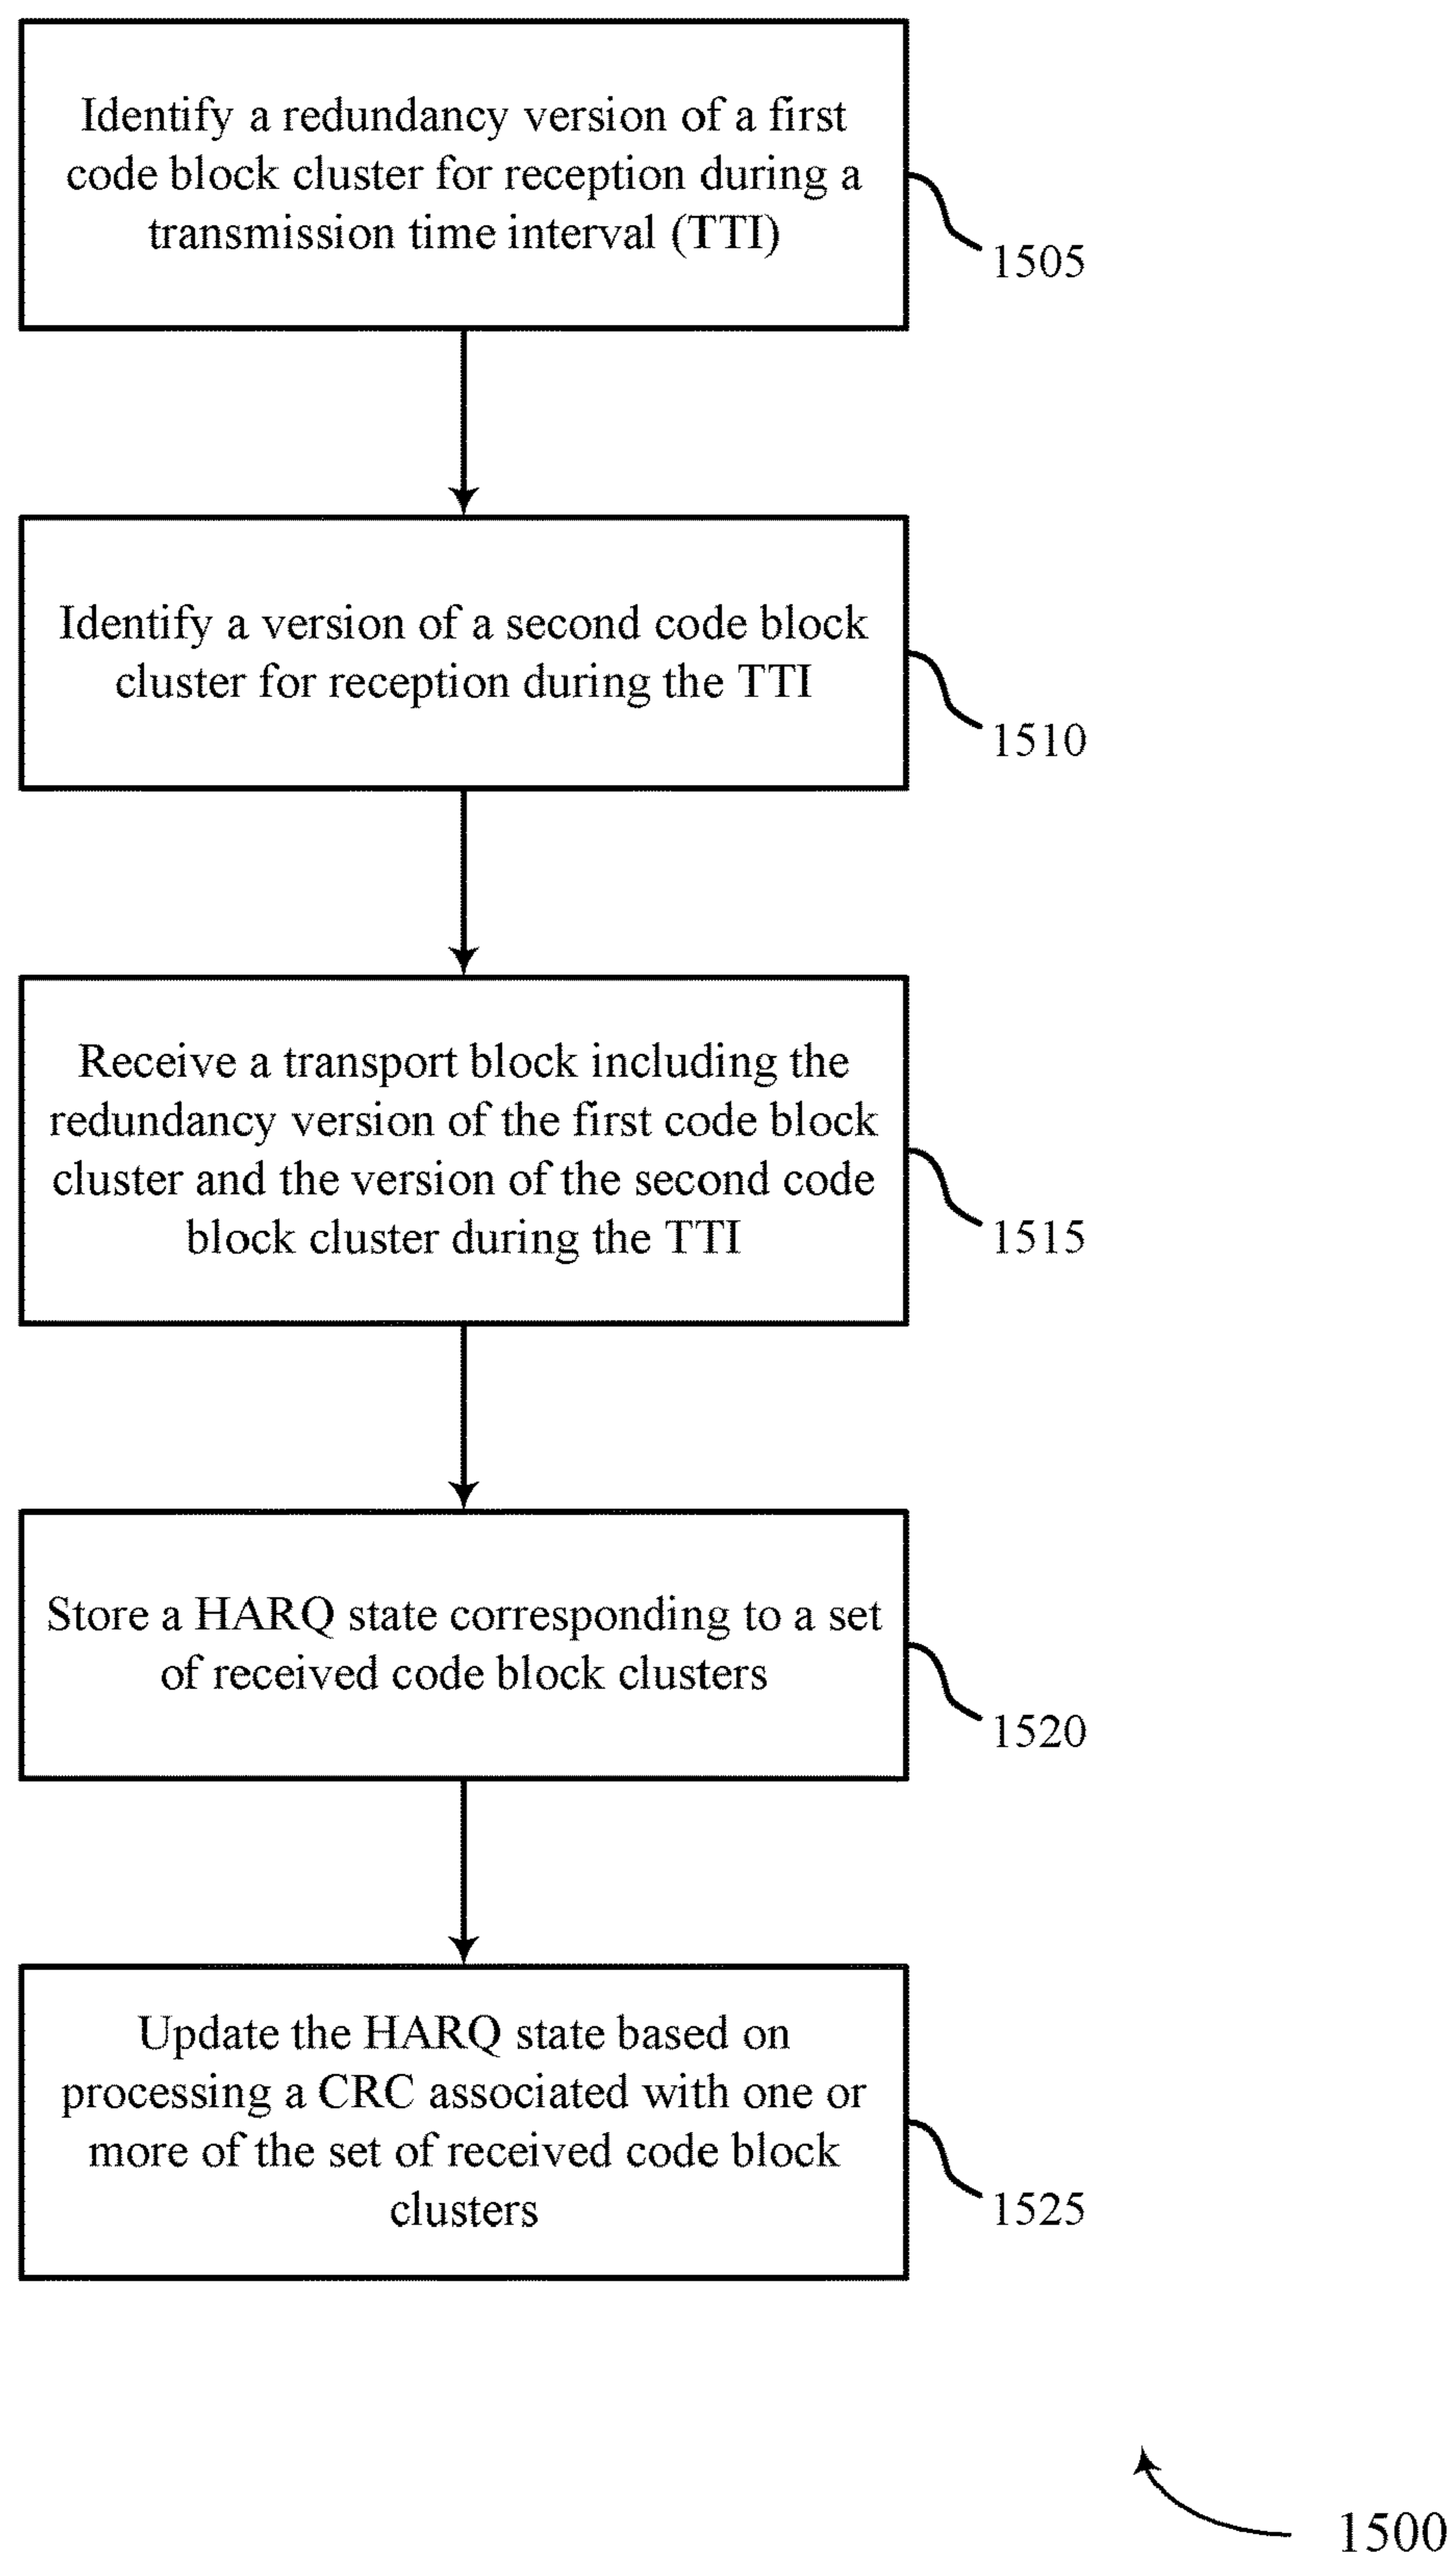 Identify a redundancy version of a first
code block cluster for reception during a
transmission time interval (TTI)
1505
Identify a version of a second code block
cluster for reception during the TTI
1510
Receive a transport block including the
redundancy version of the first code block
cluster and the version of the second code
block cluster during the TTI
1515
Store a HARQ state corresponding to a set
of received code block clusters
1520
Update the HARQ state based on
processing a CRC associated with one or
more of the set of received code block
clusters
1525
1500